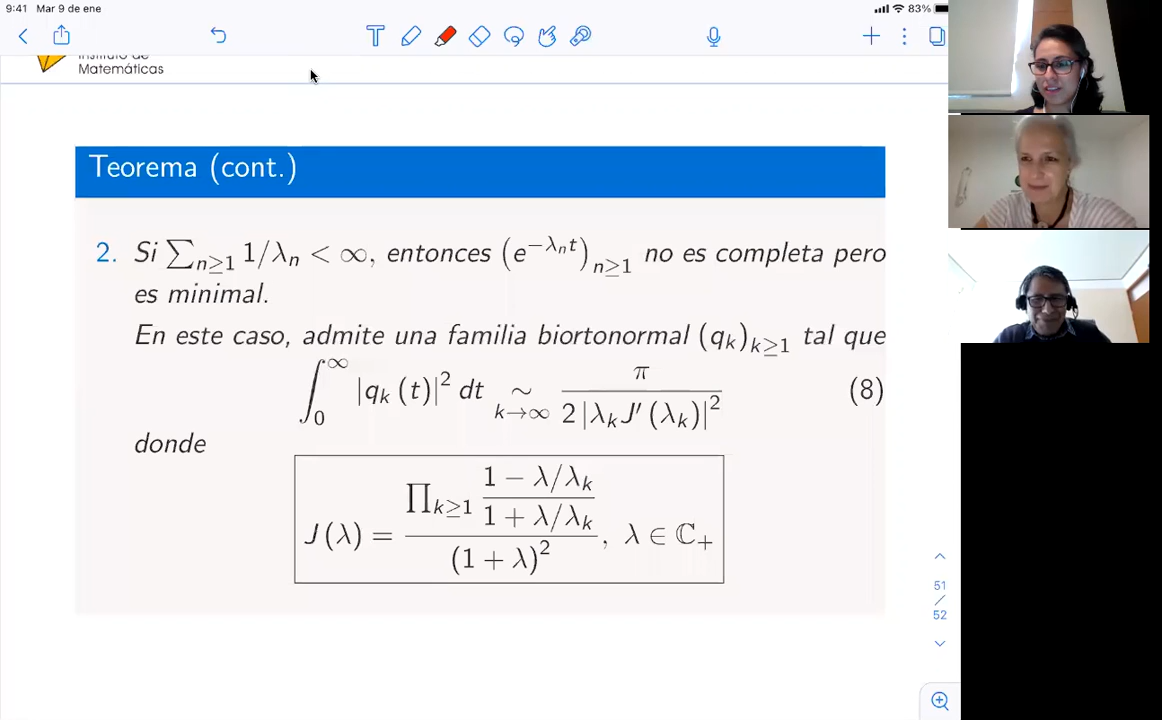 9:41 Mar 9 de ene
83%
Instituto de
Matemáticas
Teorema (cont.)
2. Si ∑_{n≥1} 1/λ_n < ∞, entonces (e^{−λ_n t})_{n≥1} no es completa pero
es minimal.
En este caso, admite una familia biortonormal (q_k)_{k≥1} tal que
∫_0^∞ |q_k (t)|^2 dt ∼_{k→∞} π / (2 |λ_k J′ (λ_k)|^2) (8)
donde
J(λ) = (∏_{k≥1} (1 − λ/λ_k) / (1 + λ/λ_k)) / (1 + λ)^2, λ ∈ ℂ_+
51
/
52